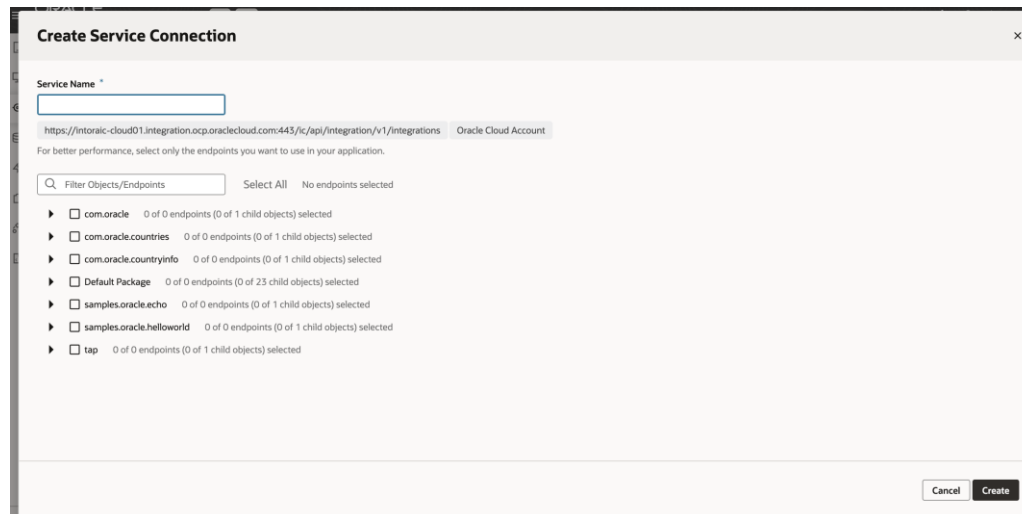 Create Service Connection
Service Name *
https://intoraic-cloud01.integration.ocp.oraclecloud.com:443/ic/api/integration/v1/integrations Oracle Cloud Account
For better performance, select only the endpoints you want to use in your application.
Filter Objects/Endpoints Select All No endpoints selected
com.oracle 0 of 0 endpoints (0 of 1 child objects) selected
com.oracle.countries 0 of 0 endpoints (0 of 1 child objects) selected
com.oracle.countryinfo 0 of 0 endpoints (0 of 1 child objects) selected
Default Package 0 of 0 endpoints (0 of 23 child objects) selected
samples.oracle.echo 0 of 0 endpoints (0 of 1 child objects) selected
samples.oracle.helloworld 0 of 0 endpoints (0 of 1 child objects) selected
tap 0 of 0 endpoints (0 of 1 child objects) selected
Cancel Create